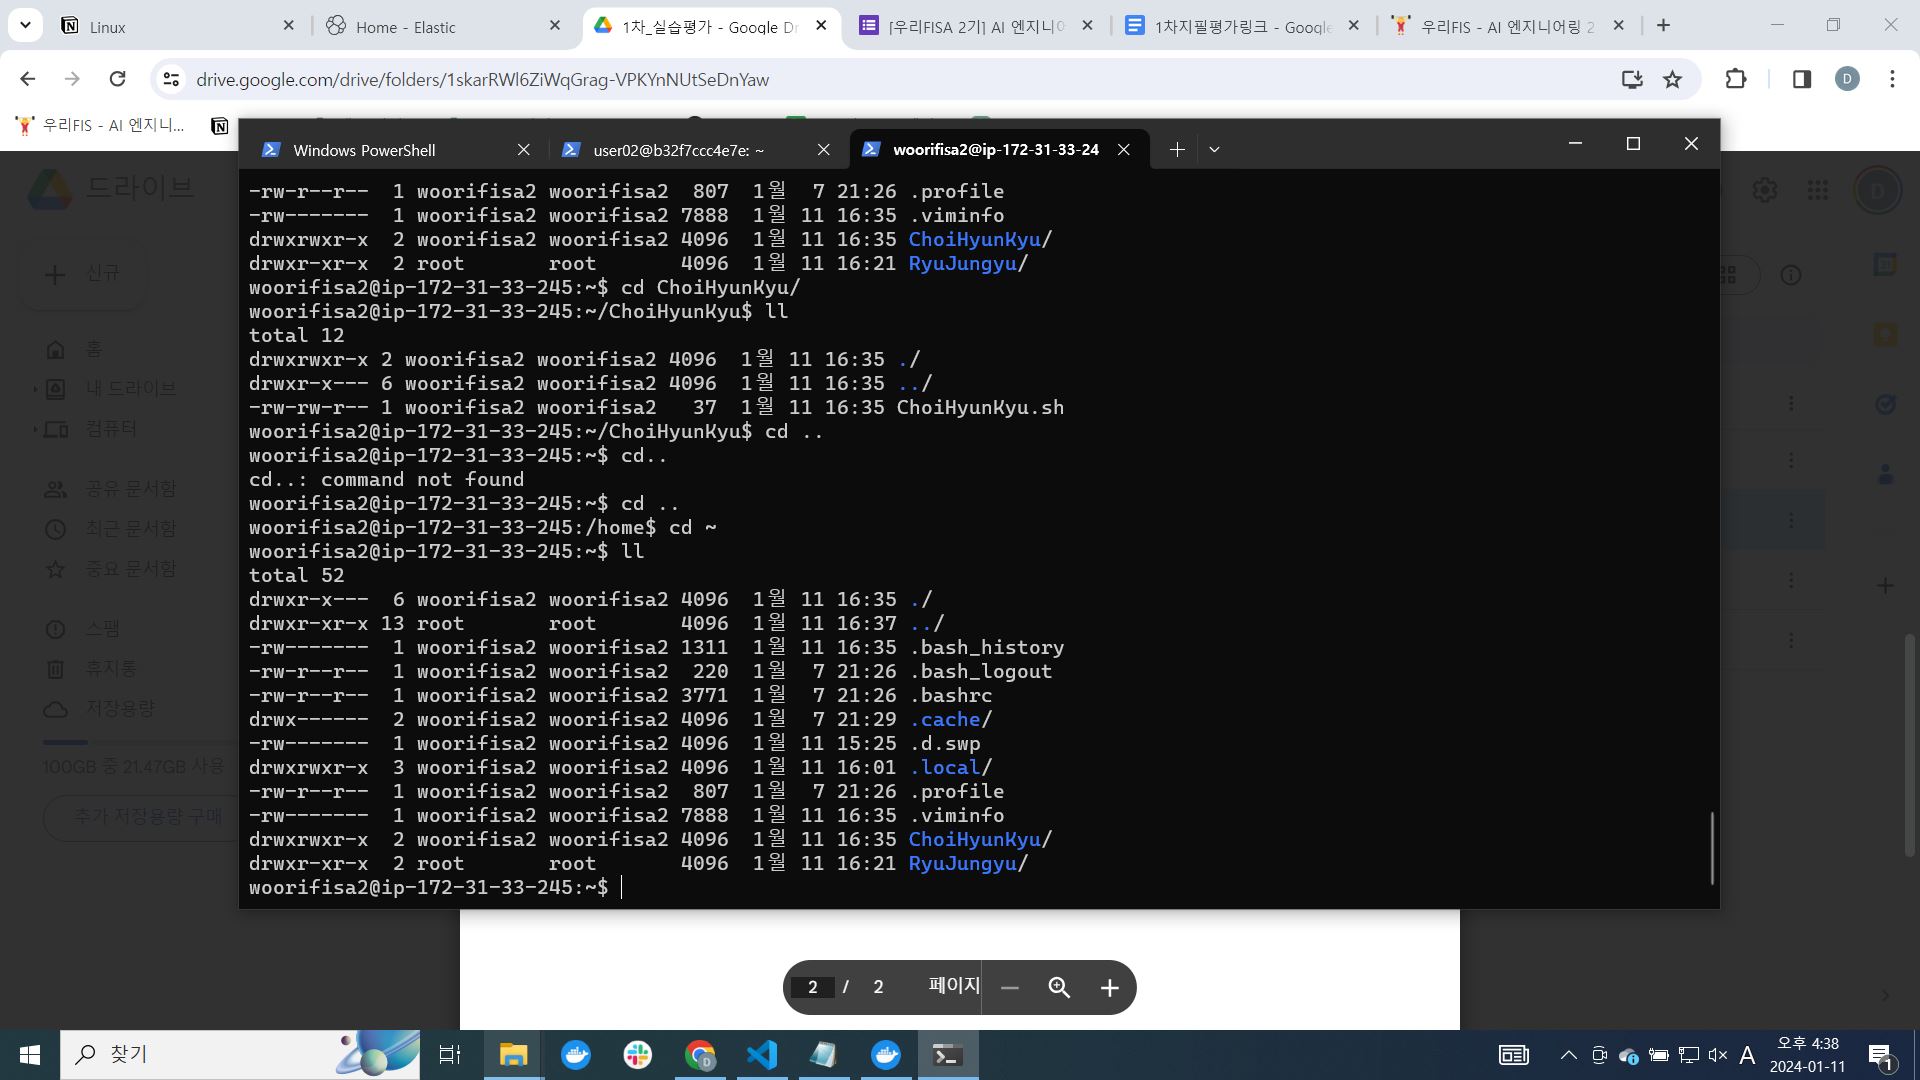 Linux
Home - Elastic
1차_실습평가 - Google Dr
[우리FISA 2기] AI 엔지니어
1차지필평가링크 - Google
우리FIS - AI 엔지니어링 2
drive.google.com/drive/folders/1skarRWl6ZiWqGrag-VPKYnNUtSeDnYaw
D
우리FIS - AI 엔지니...
Windows PowerShell
user02@b32f7ccc4e7e: ~
woorifisa2@ip-172-31-33-24
드라이브
D
신규
홈
내 드라이브
컴퓨터
공유 문서함
최근 문서함
중요 문서함
스팸
휴지통
저장용량
100GB 중 21.47GB 사용
추가 저장용량 구매
-rw-r--r--  1 woorifisa2 woorifisa2  807  1월  7 21:26 .profile
-rw-------  1 woorifisa2 woorifisa2 7888  1월 11 16:35 .viminfo
drwxrwxr-x  2 woorifisa2 woorifisa2 4096  1월 11 16:35 ChoiHyunKyu/
drwxr-xr-x  2 root       root       4096  1월 11 16:21 RyuJungyu/
woorifisa2@ip-172-31-33-245:~$ cd ChoiHyunKyu/
woorifisa2@ip-172-31-33-245:~/ChoiHyunKyu$ ll
total 12
drwxrwxr-x 2 woorifisa2 woorifisa2 4096  1월 11 16:35 ./
drwxr-x--- 6 woorifisa2 woorifisa2 4096  1월 11 16:35 ../
-rw-rw-r-- 1 woorifisa2 woorifisa2   37  1월 11 16:35 ChoiHyunKyu.sh
woorifisa2@ip-172-31-33-245:~/ChoiHyunKyu$ cd ..
woorifisa2@ip-172-31-33-245:~$ cd..
cd..: command not found
woorifisa2@ip-172-31-33-245:~$ cd ..
woorifisa2@ip-172-31-33-245:/home$ cd ~
woorifisa2@ip-172-31-33-245:~$ ll
total 52
drwxr-x---  6 woorifisa2 woorifisa2 4096  1월 11 16:35 ./
drwxr-xr-x 13 root       root       4096  1월 11 16:37 ../
-rw-------  1 woorifisa2 woorifisa2 1311  1월 11 16:35 .bash_history
-rw-r--r--  1 woorifisa2 woorifisa2  220  1월  7 21:26 .bash_logout
-rw-r--r--  1 woorifisa2 woorifisa2 3771  1월  7 21:26 .bashrc
drwx------  2 woorifisa2 woorifisa2 4096  1월  7 21:29 .cache/
-rw-------  1 woorifisa2 woorifisa2 4096  1월 11 15:25 .d.swp
drwxrwxr-x  3 woorifisa2 woorifisa2 4096  1월 11 16:01 .local/
-rw-r--r--  1 woorifisa2 woorifisa2  807  1월  7 21:26 .profile
-rw-------  1 woorifisa2 woorifisa2 7888  1월 11 16:35 .viminfo
drwxrwxr-x  2 woorifisa2 woorifisa2 4096  1월 11 16:35 ChoiHyunKyu/
drwxr-xr-x  2 root       root       4096  1월 11 16:21 RyuJungyu/
woorifisa2@ip-172-31-33-245:~$
2 / 2 페이지
찾기
D
A
오후 4:38
2024-01-11
1